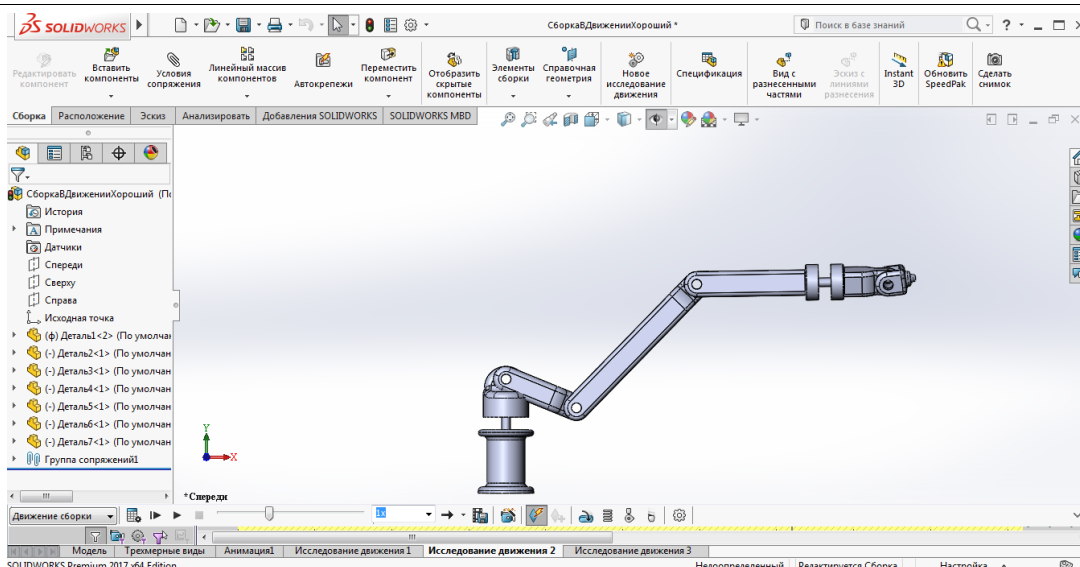 SOLIDWORKS
СборкаВДвиженииХороший *
Поиск в базе знаний
Редактировать компонент
Вставить компоненты
Условия сопряжения
Линейный массив компонентов
Автокрепежи
Переместить компонент
Отобразить скрытые компоненты
Элементы сборки
Справочная геометрия
Новое исследование движения
Спецификация
Вид с разнесенными частями
Эскиз с линиями разнесения
Instant 3D
Обновить SpeedPak
Сделать снимок
Сборка
Расположение
Эскиз
Анализировать
Добавления SOLIDWORKS
SOLIDWORKS MBD
СборкаВДвиженииХороший (По
История
Примечания
Датчики
Спереди
Сверху
Справа
Исходная точка
(ф) Деталь1<2> (По умолчан
(-) Деталь2<1> (По умолчан
(-) Деталь3<1> (По умолчан
(-) Деталь4<1> (По умолчан
(-) Деталь5<1> (По умолчан
(-) Деталь6<1> (По умолчан
(-) Деталь7<1> (По умолчан
Группа сопряжений1
Y
X
*Спереди
Движение сборки
1x
Модель
Трехмерные виды
Анимация1
Исследование движения 1
Исследование движения 2
Исследование движения 3
SOLIDWORKS Premium 2017 x64 Edition
Недоопределенный
Редактируется Сборка
Настройка